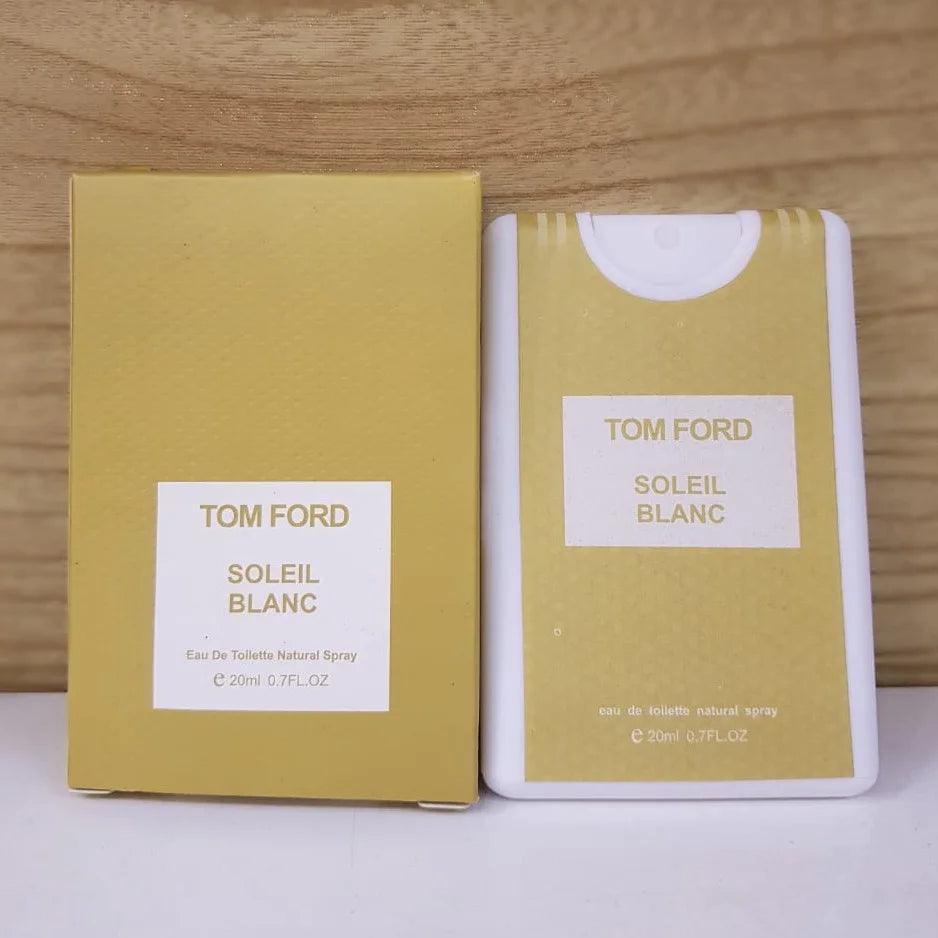 TOM FORD
SOLEIL
BLANC
Eau De Toilette Natural Spray
e 20ml 0.7FL.OZ
TOM FORD
SOLEIL
BLANC
eau de toilette natural spray
e 20ml 0.7FL.OZ